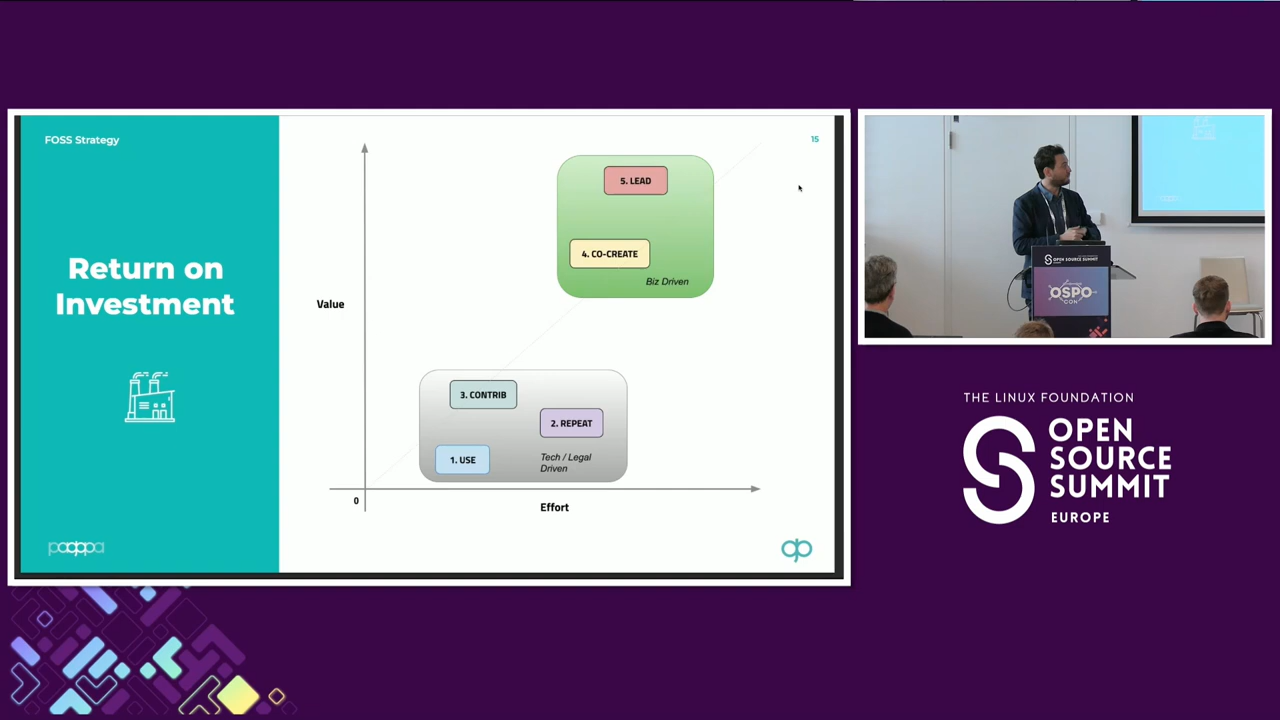 FOSS Strategy
15
Return on
Investment
5. LEAD
4. CO-CREATE
Biz Driven
Value
3. CONTRIB
2. REPEAT
1. USE
Tech / Legal
Driven
0
Effort
OPEN SOURCE SUMMIT
OSPO
CON
THE LINUX FOUNDATION
OPEN
SOURCE
SUMMIT
EUROPE